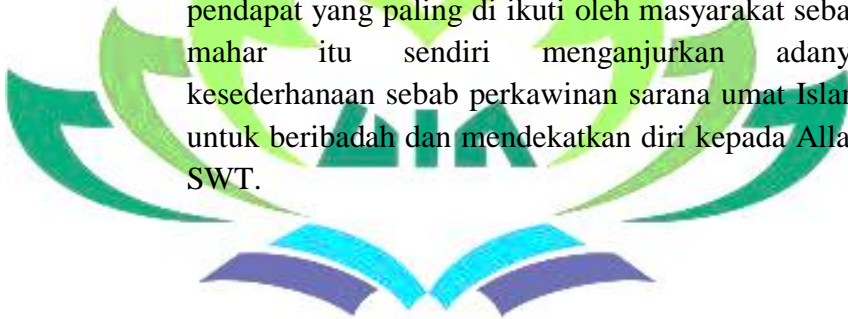 pendapat yang paling di ikuti oleh masyarakat seba
mahar itu sendiri menganjurkan adany
kesederhanaan sebab perkawinan sarana umat Islam
untuk beribadah dan mendekatkan diri kepada Alla
SWT.